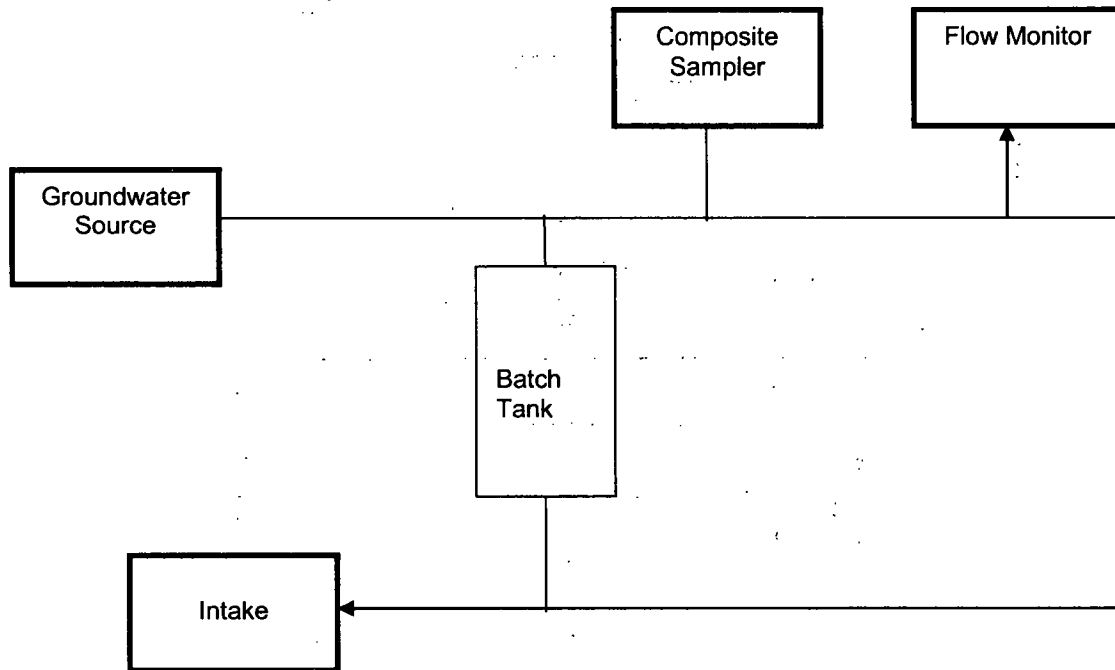 Composite
Sampler
Flow Monitor
Groundwater
Source
Batch
Tank
Intake